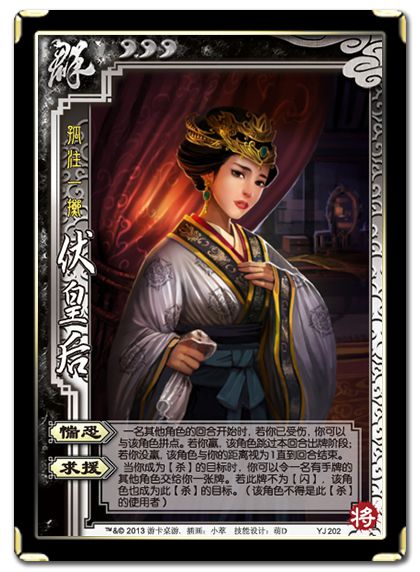 群
孤注一掷
伏皇后
惴恐
一名其他角色的回合开始时，若你已受伤，你可以
与该角色拼点。若你赢，该角色跳过本回合出牌阶段；
若你没赢，该角色与你的距离视为1直到回合结束。
求援
当你成为【杀】的目标时，你可以令一名有手牌的
其他角色交给你一张牌。若此牌不为【闪】，该角
色也成为此【杀】的目标。（该角色不得是此【杀】
的使用者）
将
™&© 2013 游卡桌游. 插画：小莘 技能设计：萌D YJ 202